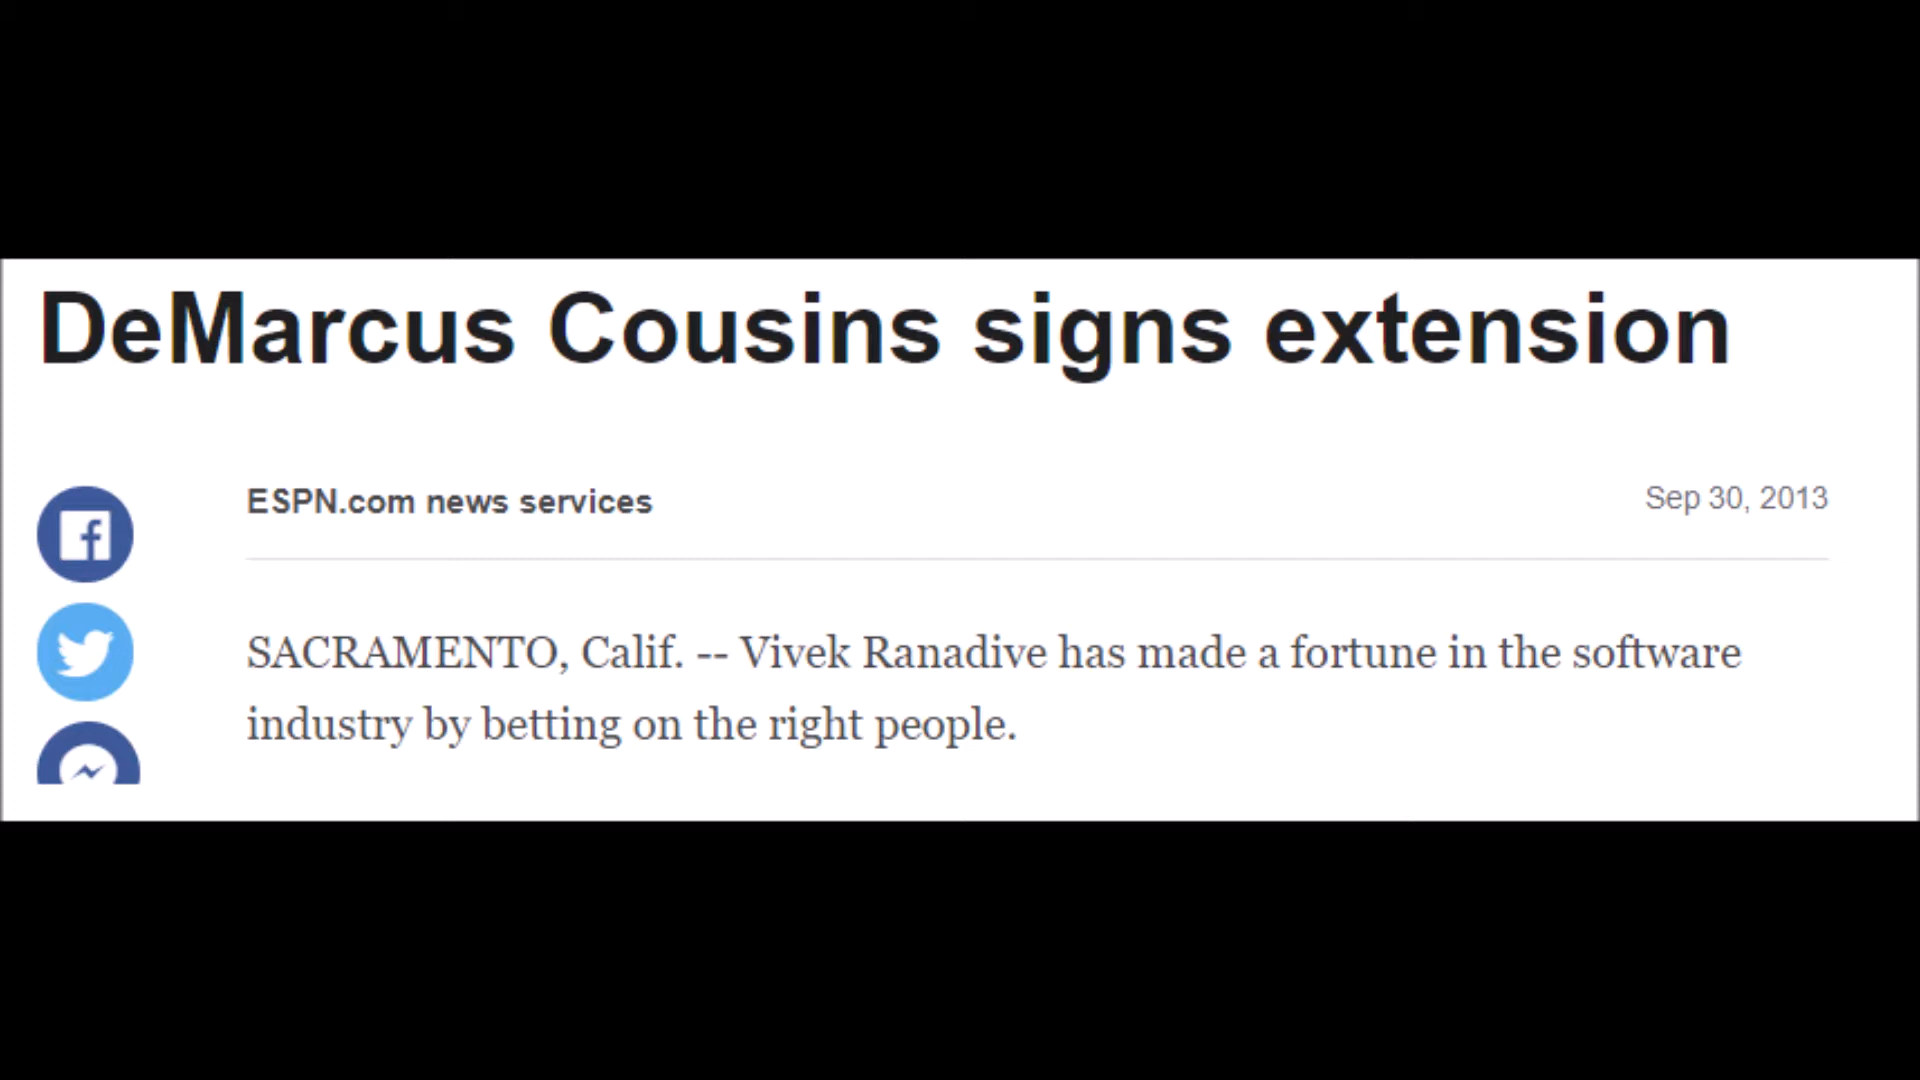 DeMarcus Cousins signs extension
ESPN.com news services
Sep 30, 2013
SACRAMENTO, Calif. -- Vivek Ranadive has made a fortune in the software
industry by betting on the right people.